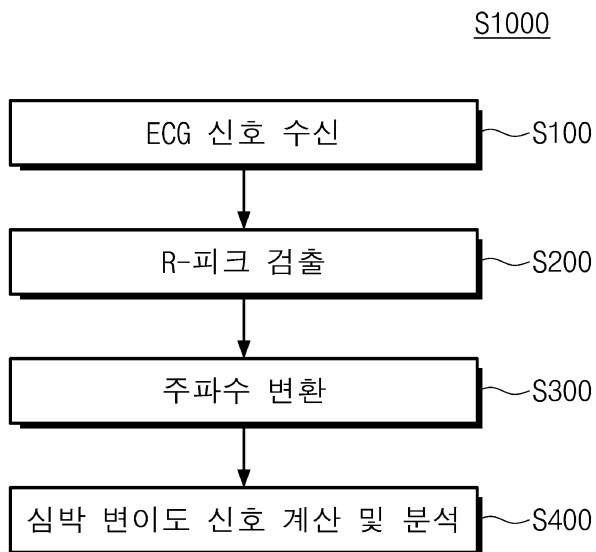 S1000
ECG 신호 수신
S100
R-피크 검출
S200
주파수 변환
S300
심박 변이도 신호 계산 및 분석
S400